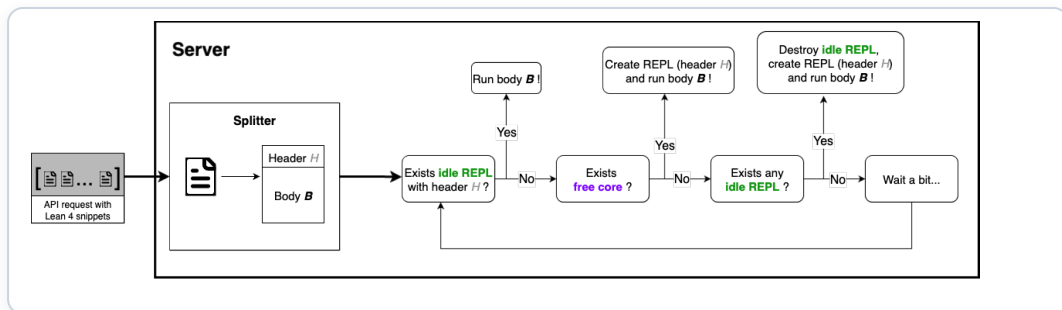 Server
Splitter
Header H
Body B
[ ... ]
API request with
Lean 4 snippets
Exists idle REPL
with header H ?
Yes
Run body B !
No
Exists
free core ?
Yes
Create REPL (header H)
and run body B !
No
Exists any
idle REPL ?
Yes
Destroy idle REPL,
create REPL (header H)
and run body B !
No
Wait a bit...